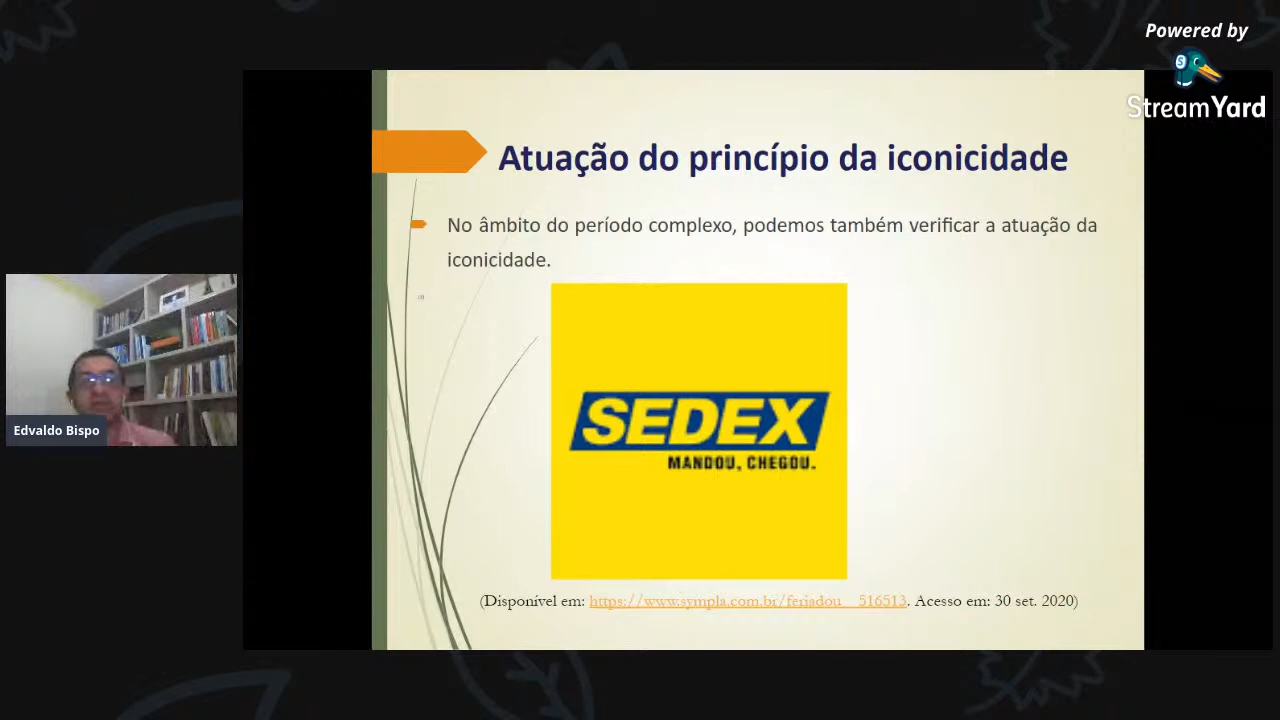 Powered by
StreamYard
Atuação do princípio da iconicidade
No âmbito do período complexo, podemos também verificar a atuação da
iconicidade.
SEDEX
MANDOU, CHEGOU.
Edvaldo Bispo
(Disponível em: https://www.sympla.com.br/feriadou__516513. Acesso em: 30 set. 2020)